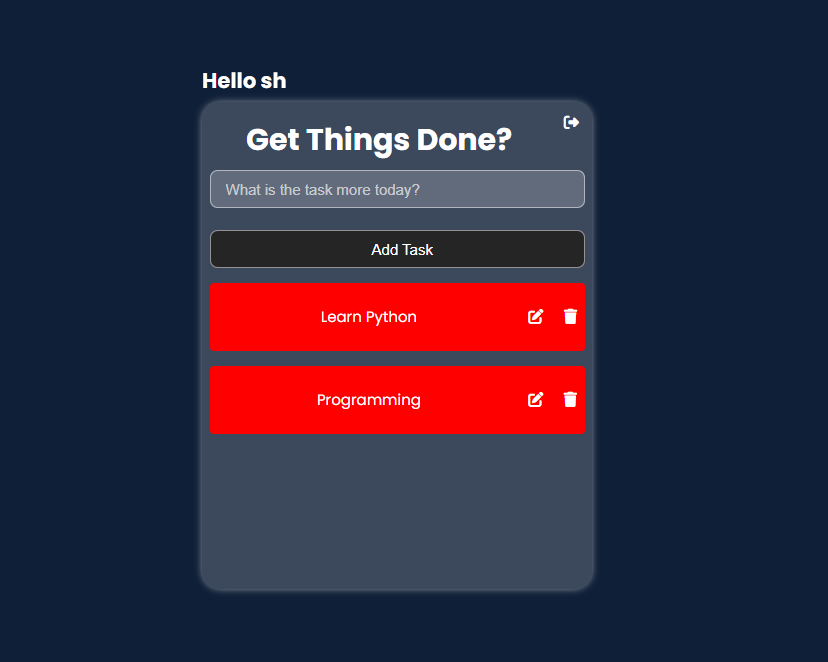 Hello sh
Get Things Done?
What is the task more today?
Add Task
Learn Python
Programming